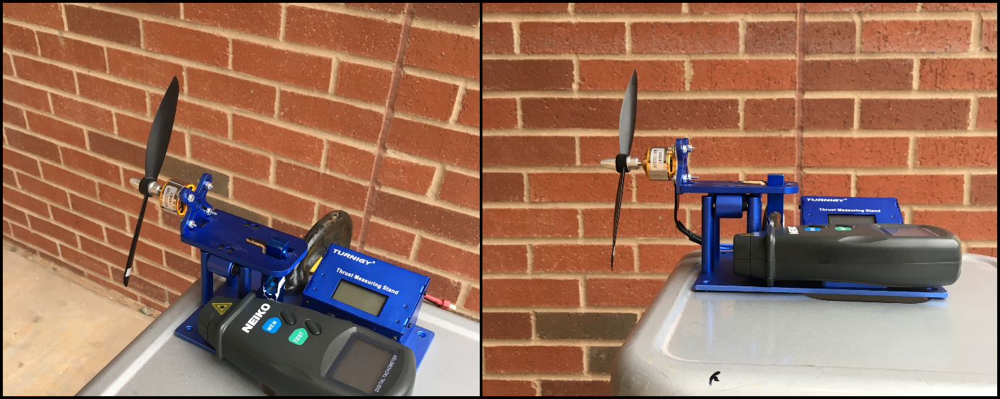 TURNIGY
Thrust Measuring Stand
NEIKO
MEM
TEST
DIGITAL TACHOMETER
TURNIGY
Thrust Measuring Stand